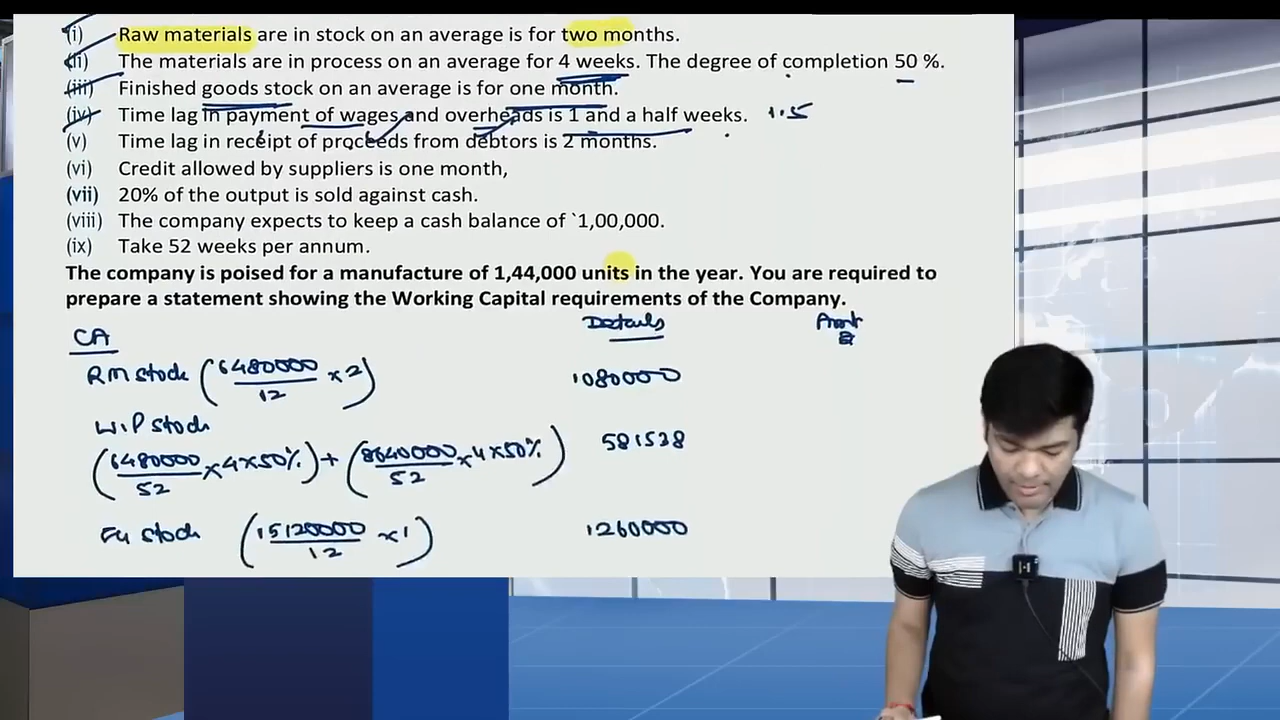 (i) Raw materials are in stock on an average is for two months.
(ii) The materials are in process on an average for 4 weeks. The degree of completion 50 %.
(iii) Finished goods stock on an average is for one month.
(iv) Time lag in payment of wages and overheads is 1 and a half weeks. 1.5
(v) Time lag in receipt of proceeds from debtors is 2 months.
(vi) Credit allowed by suppliers is one month,
(vii) 20% of the output is sold against cash.
(viii) The company expects to keep a cash balance of `1,00,000.
(ix) Take 52 weeks per annum.
The company is poised for a manufacture of 1,44,000 units in the year. You are required to
prepare a statement showing the Working Capital requirements of the Company.
CA Details Amt
RM stock (6480000/12 x 2) 1080000
W.I.P stock
(6480000/52 x 4 x 50%) + (8640000/52 x 4 x 50%) 581538
FG stock (15120000/12 x 1) 1260000